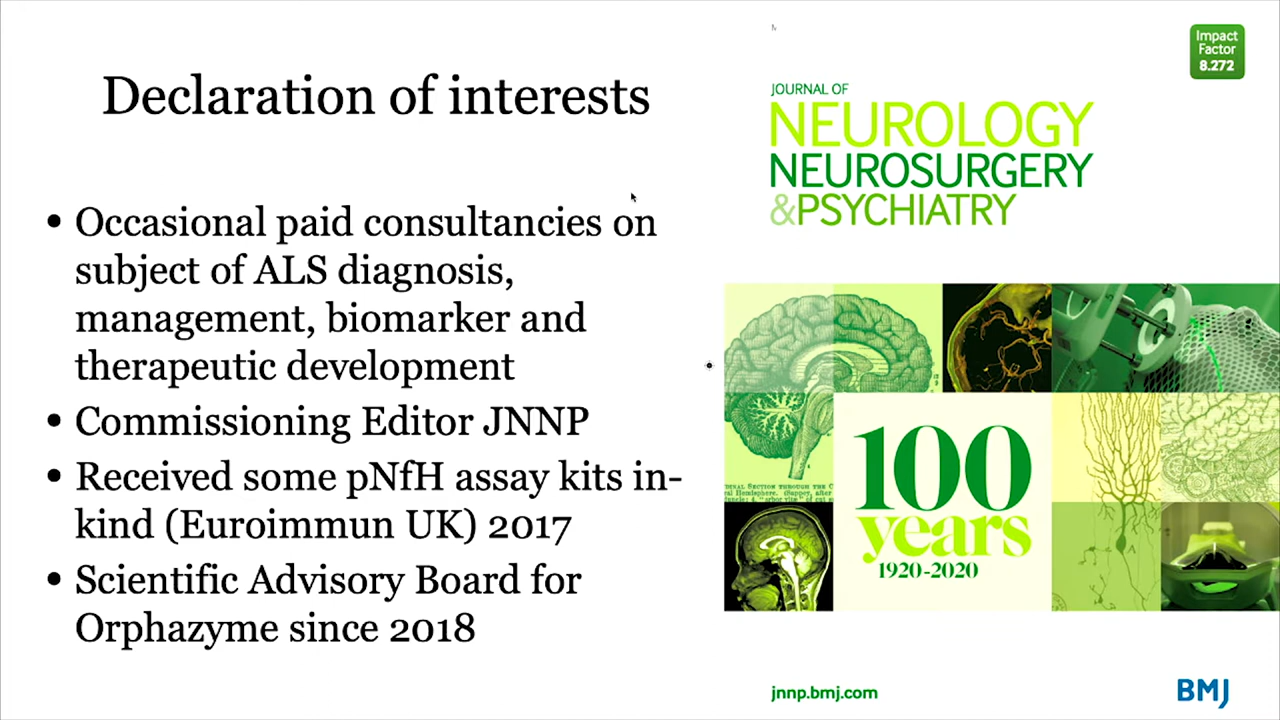 Declaration of interests
• Occasional paid consultancies on
subject of ALS diagnosis,
management, biomarker and
therapeutic development
• Commissioning Editor JNNP
• Received some pNfH assay kits in-
kind (Euroimmun UK) 2017
• Scientific Advisory Board for
Orphazyme since 2018
Impact
Factor
8.272
JOURNAL OF
NEUROLOGY
NEUROSURGERY
&PSYCHIATRY
100
years
1920-2020
jnnp.bmj.com
BMJ